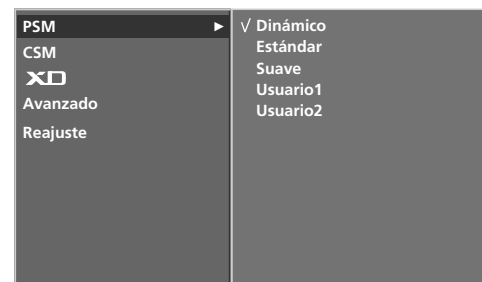 PSM ▶
CSM
XD
Avanzado
Reajuste
√ Dinámico
Estándar
Suave
Usuario1
Usuario2